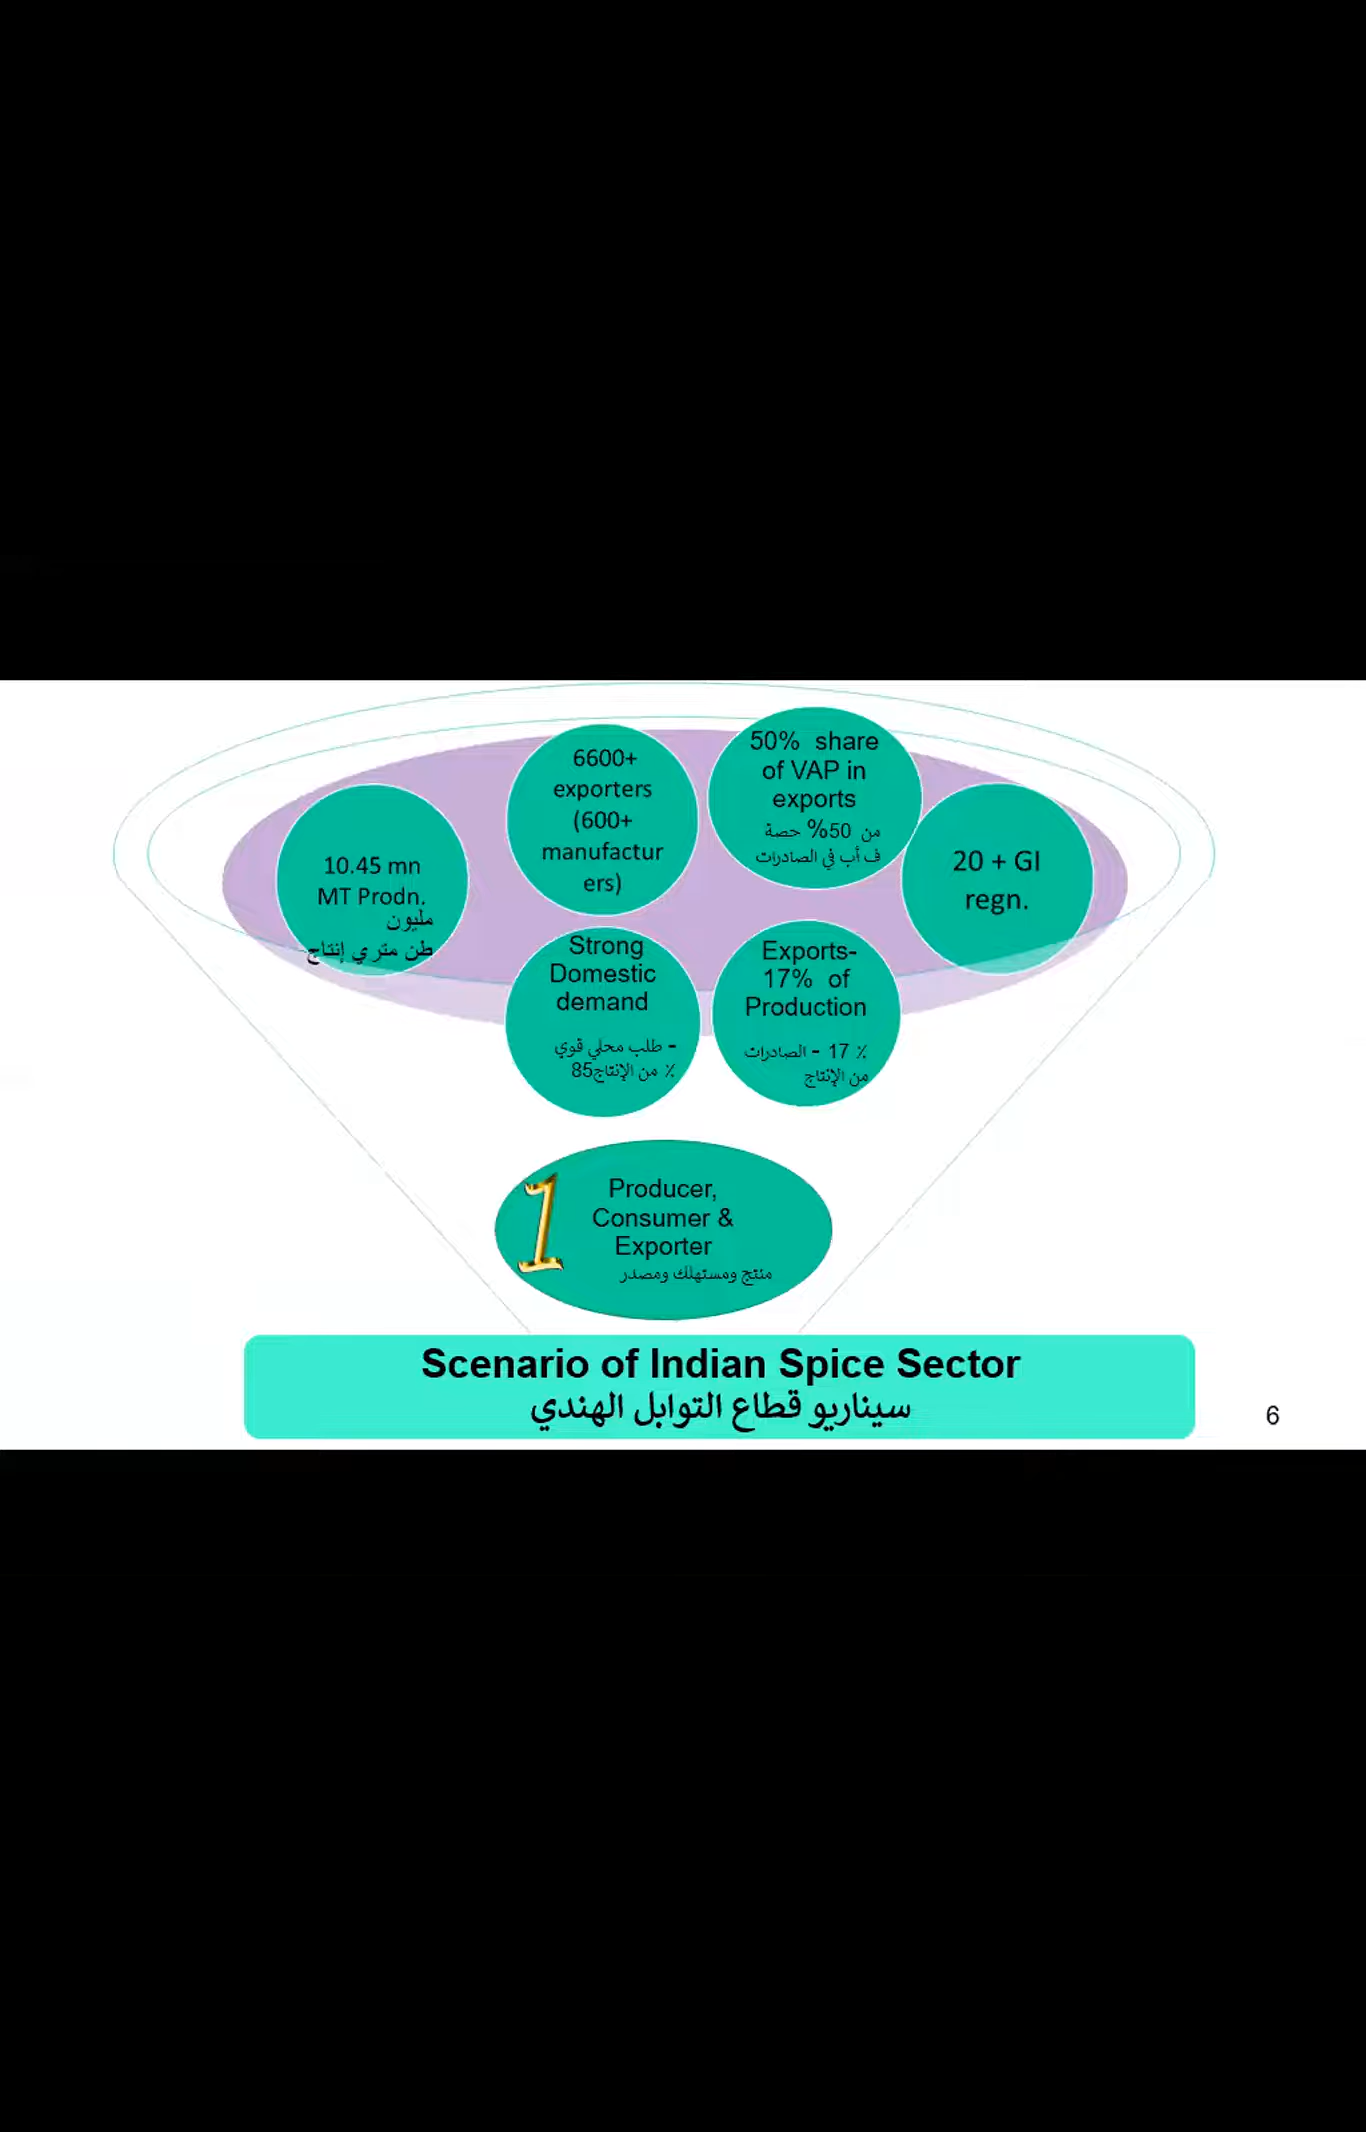 10.45 mn
MT Prodn.
مليون
طن متري إنتاج
6600+
exporters
(600+
manufactur
ers)
50% share
of VAP in
exports
من 50% حصة
ف أب في الصادرات
20 + GI
regn.
Strong
Domestic
demand
- طلب محلي قوي
٪ من الإنتاج85
Exports-
17% of
Production
٪ 17 - الصادرات
من الإنتاج
1
Producer,
Consumer &
Exporter
منتج ومستهلك ومصدر
Scenario of Indian Spice Sector
سيناريو قطاع التوابل الهندي
6